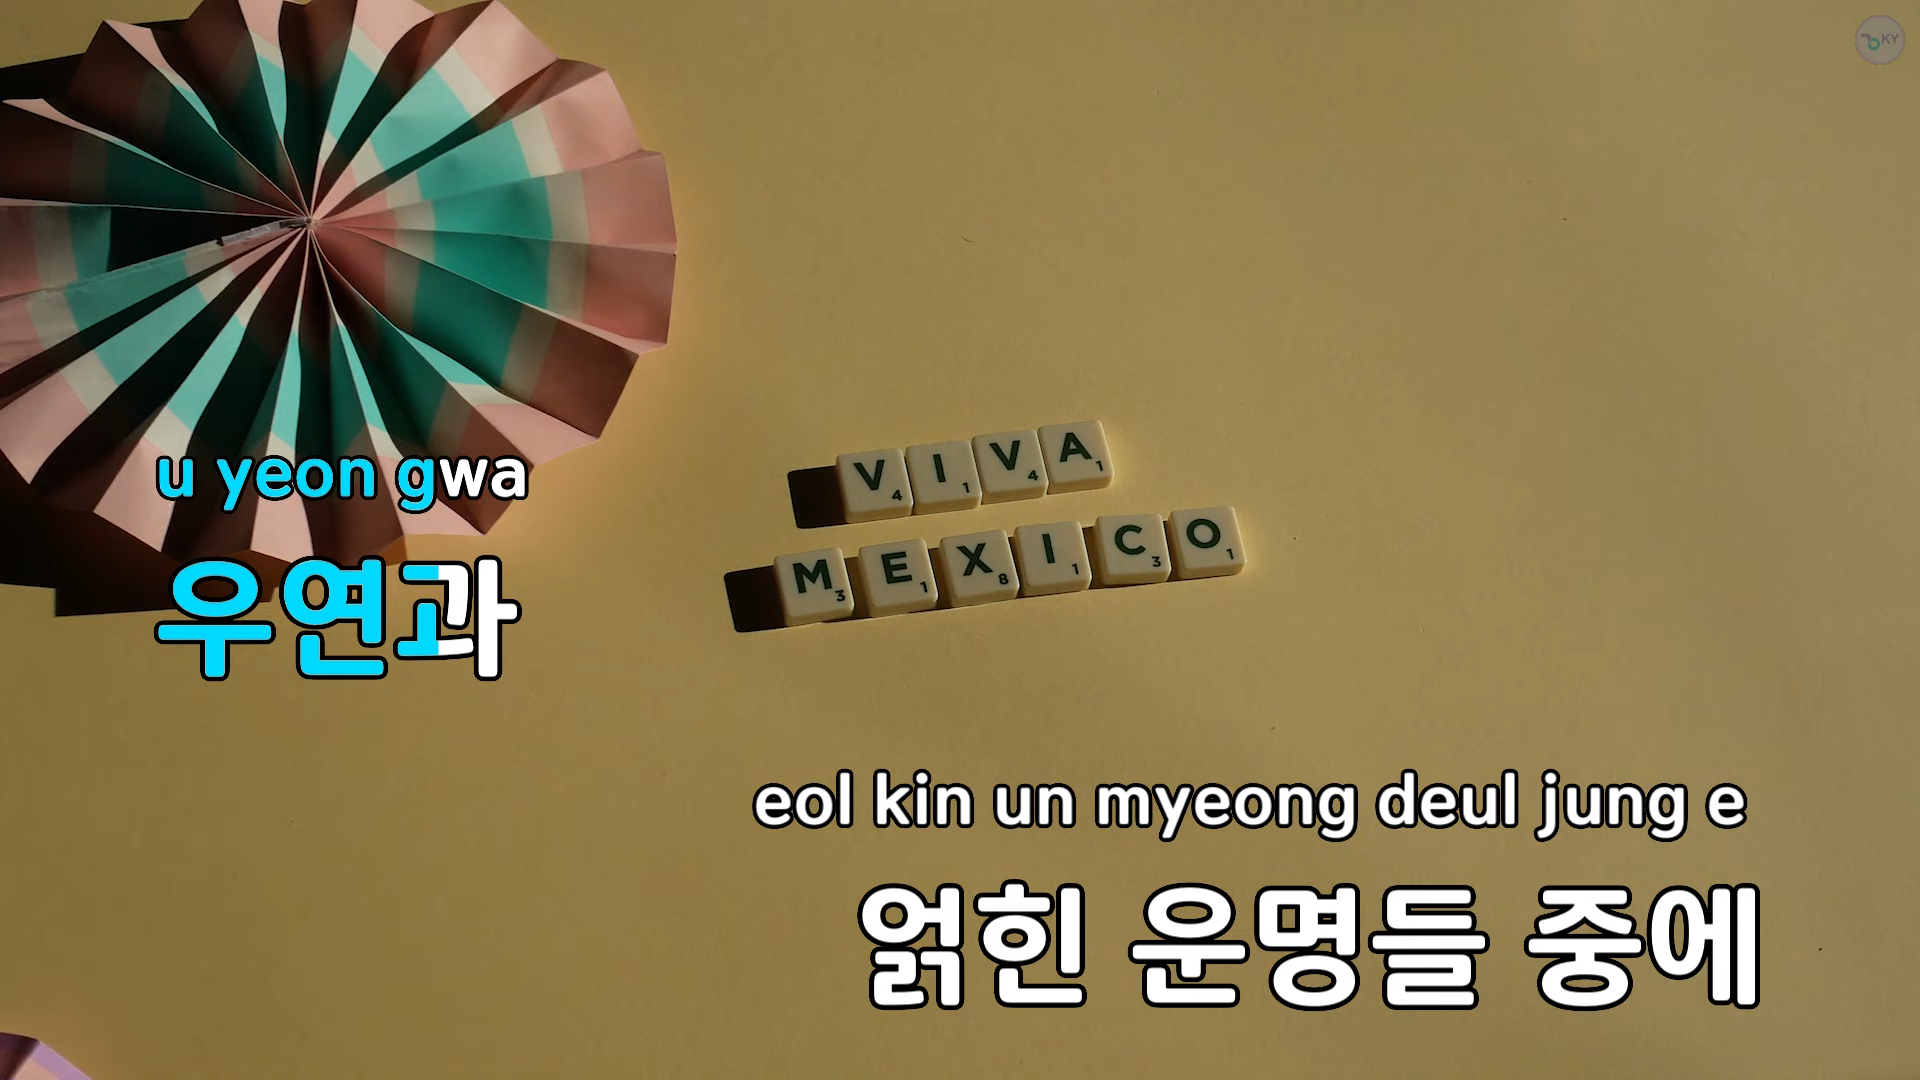 KY
VIVA
MEXICO
u yeon gwa
우연과
eol kin un myeong deul jung e
얽힌 운명들 중에